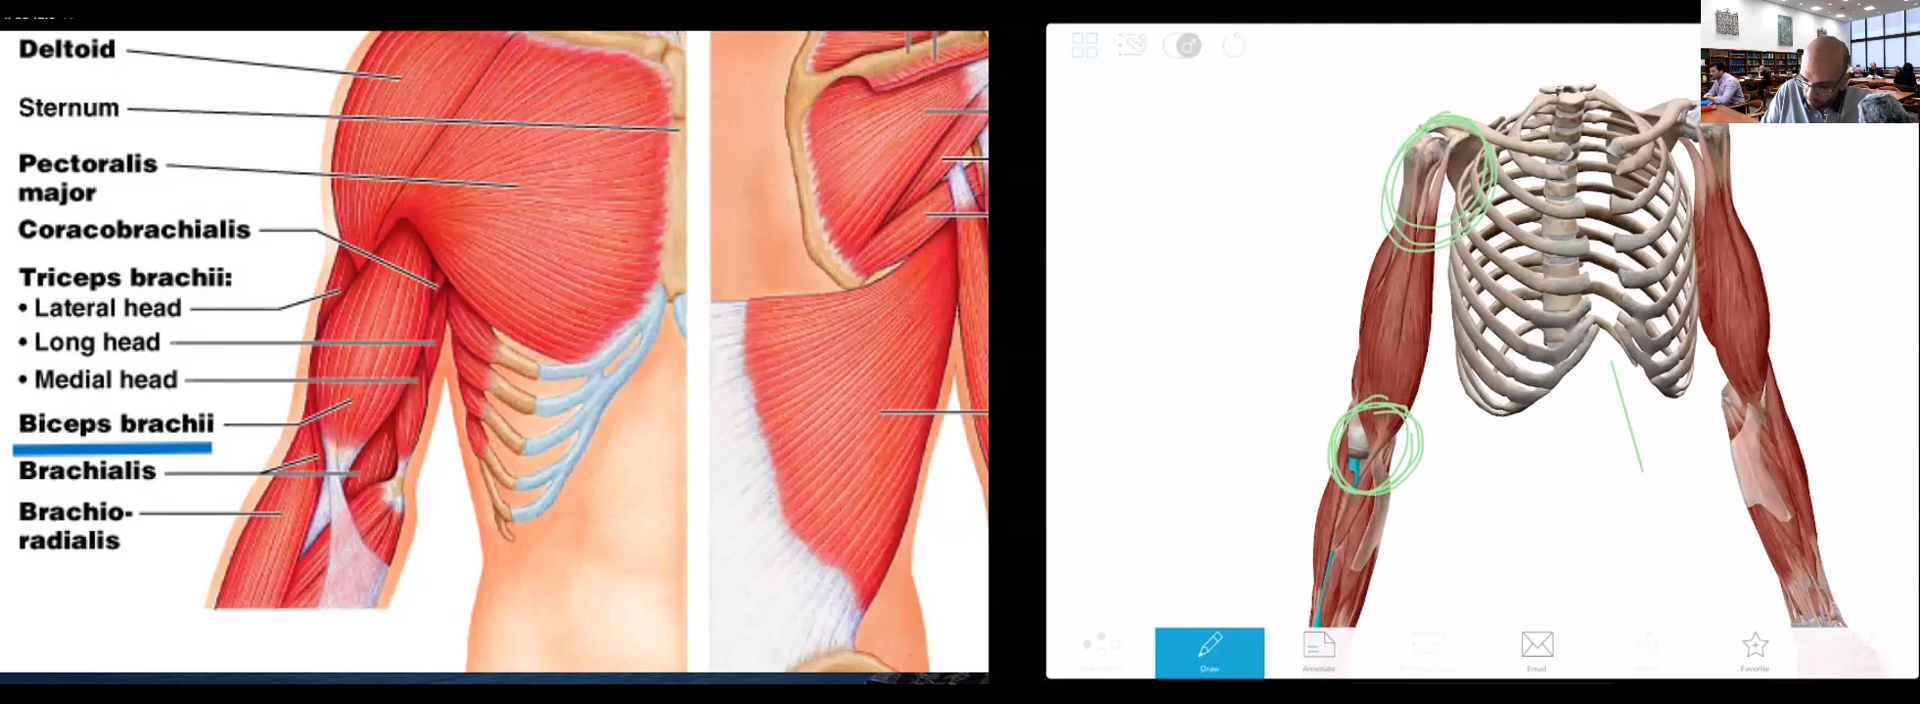 Deltoid
Sternum
Pectoralis
major
Coracobrachialis
Triceps brachii:
• Lateral head
• Long head
• Medial head
Biceps brachii
Brachialis
Brachio-
radialis
Draw
Annotate
Email
Favorite